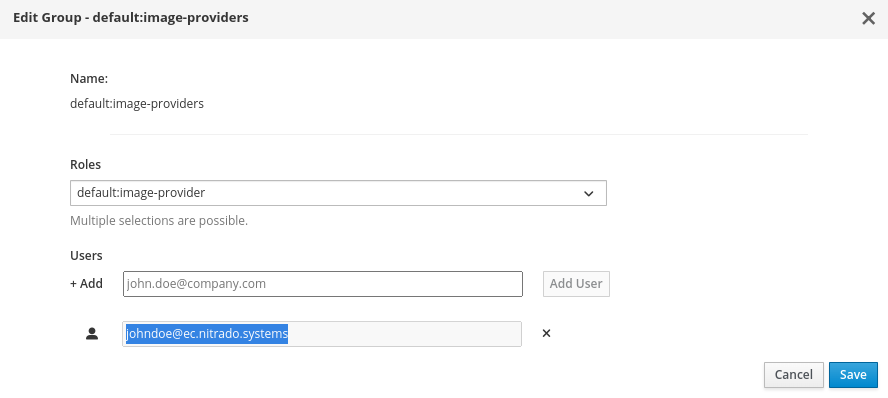 Edit Group - default:image-providers
Name:
default:image-providers
Roles
default:image-provider
Multiple selections are possible.
Users
+ Add
john.doe@company.com
Add User
johndoe@ec.nitrado.systems
Cancel
Save